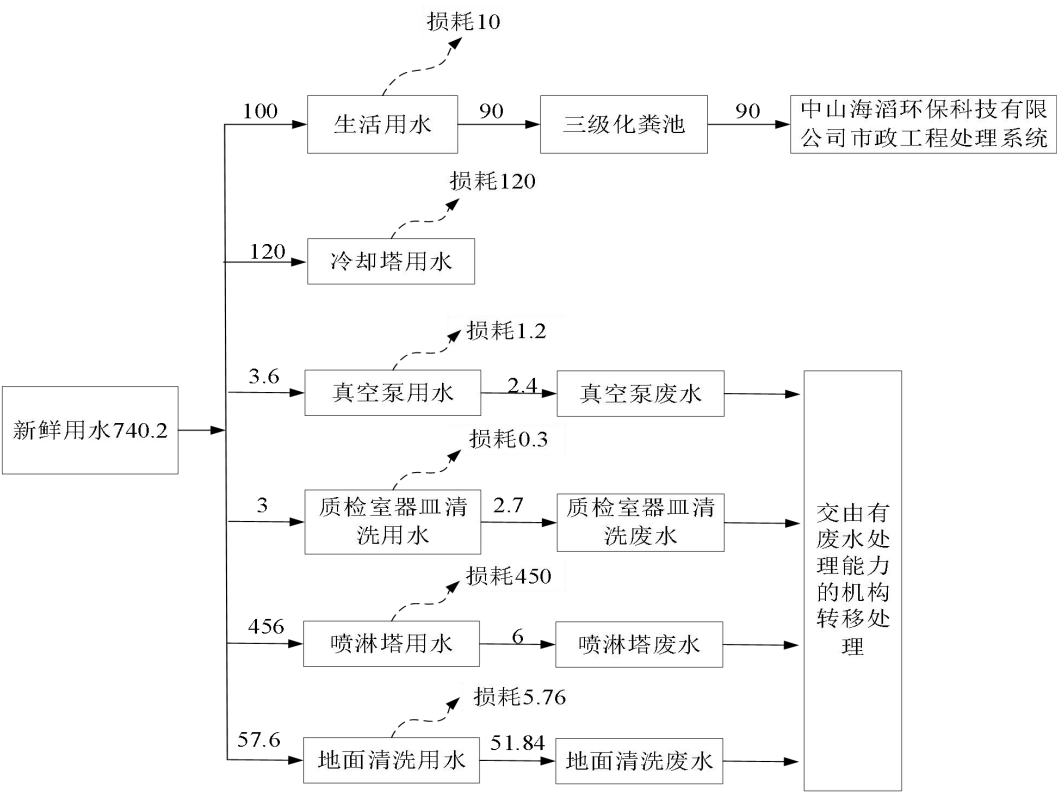 损耗10
100
生活用水
90
三级化粪池
90
中山海滔环保科技有限
公司市政工程处理系统
损耗120
120
冷却塔用水
损耗1.2
3.6
真空泵用水
2.4
真空泵废水
新鲜用水740.2
损耗0.3
3
质检室器皿清
洗用水
2.7
质检室器皿清
洗废水
交由有
废水处
理能力
的机构
转移处
理
损耗450
456
喷淋塔用水
6
喷淋塔废水
损耗5.76
57.6
地面清洗用水
51.84
地面清洗废水